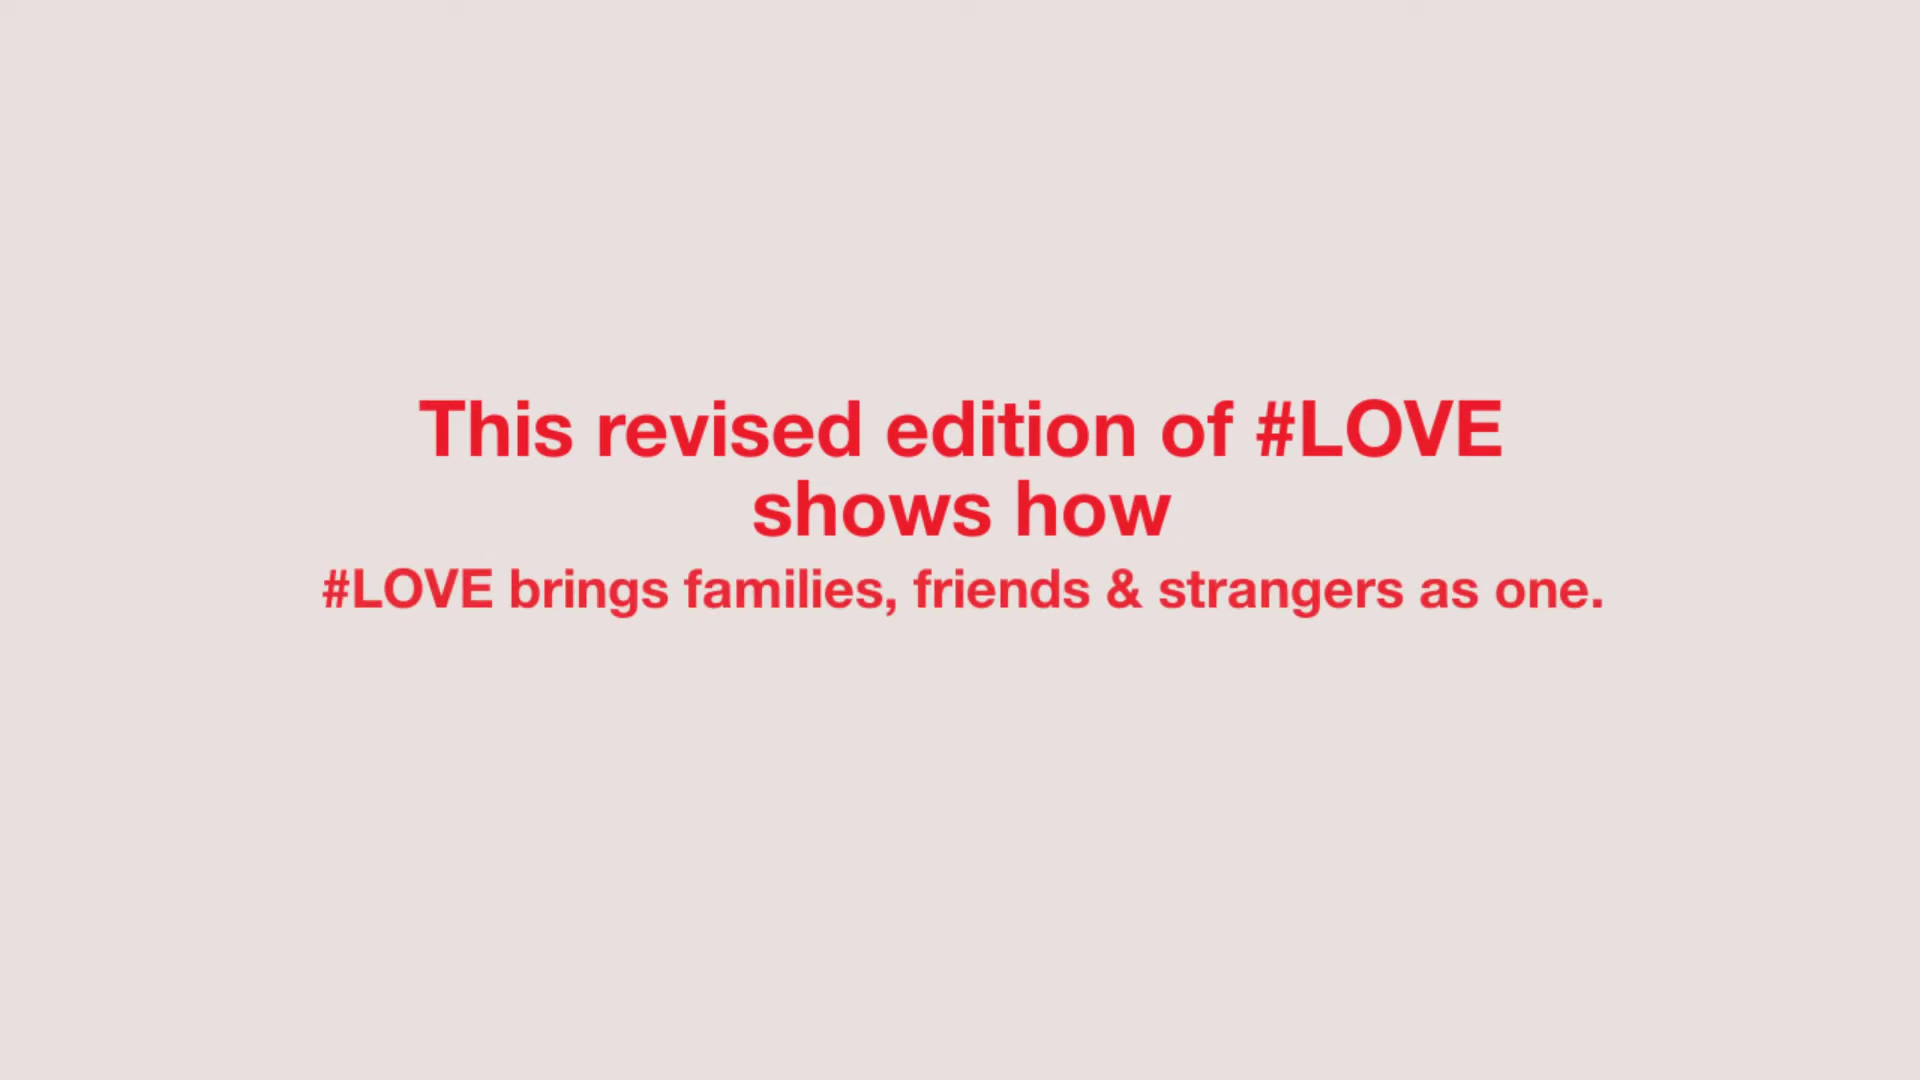 This revised edition of #LOVE
shows how
#LOVE brings families, friends & strangers as one.